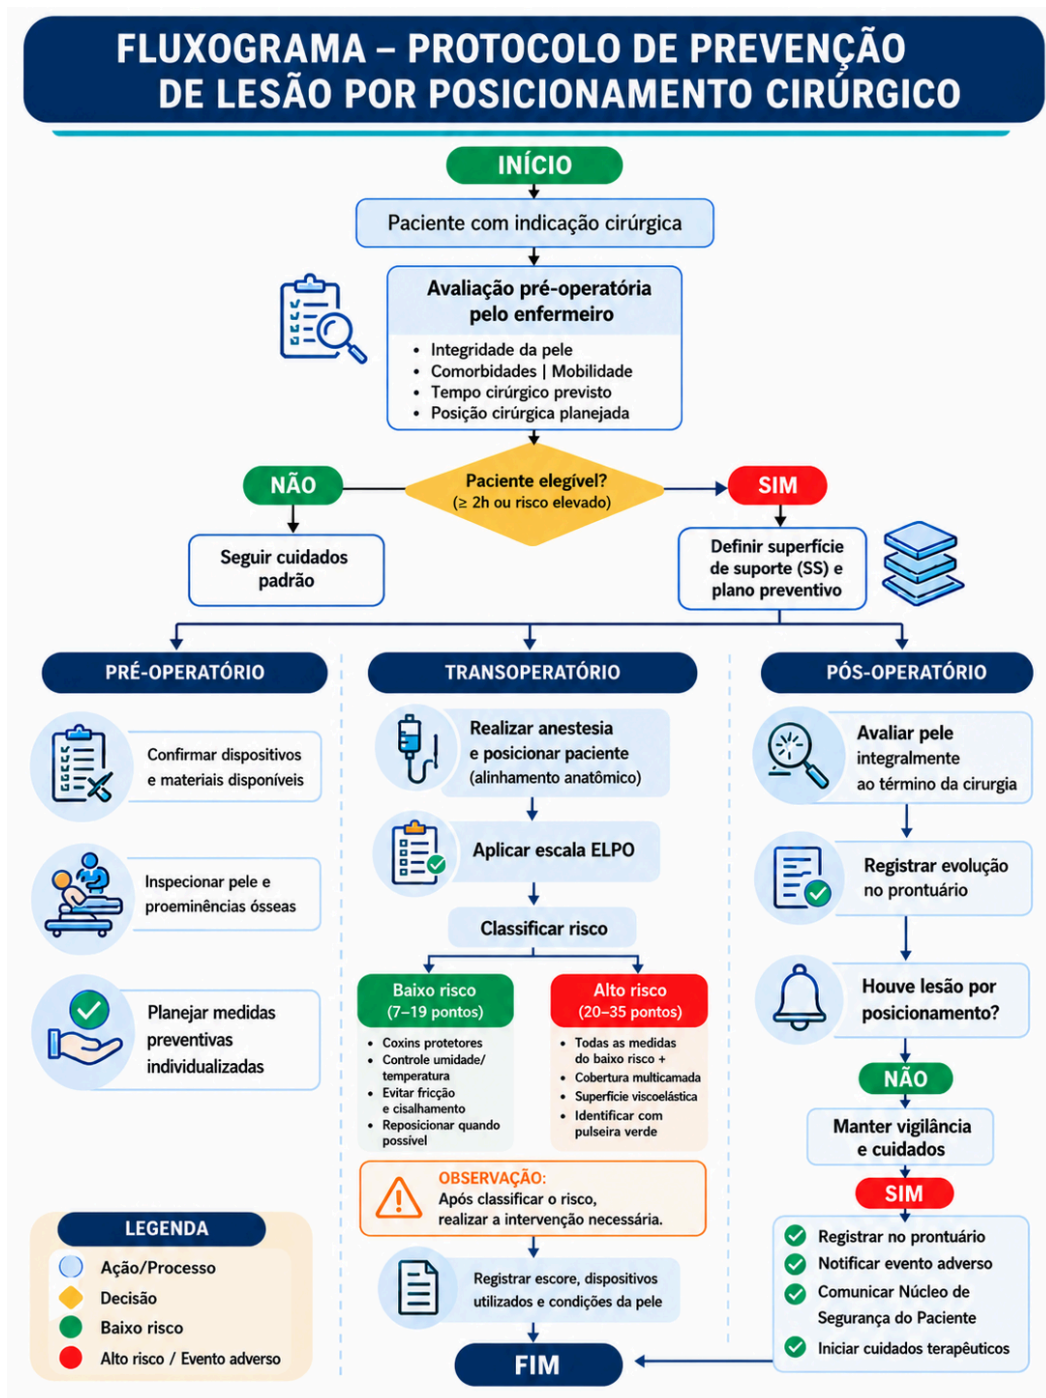 FLUXOGRAMA – PROTOCOLO DE PREVENÇÃO
DE LESÃO POR POSICIONAMENTO CIRÚRGICO
INÍCIO
Paciente com indicação cirúrgica
Avaliação pré-operatória
pelo enfermeiro
• Integridade da pele
• Comorbidades | Mobilidade
• Tempo cirúrgico previsto
• Posição cirúrgica planejada
Paciente elegível?
(≥ 2h ou risco elevado)
NÃO
Seguir cuidados
padrão
SIM
Definir superfície
de suporte (SS) e
plano preventivo
PRÉ-OPERATÓRIO
Confirmar dispositivos
e materiais disponíveis
Inspecionar pele e
proeminências ósseas
Planejar medidas
preventivas
individualizadas
TRANSOPERATÓRIO
Realizar anestesia
e posicionar paciente
(alinhamento anatômico)
Aplicar escala ELPO
Classificar risco
Baixo risco
(7–19 pontos)
• Coxins protetores
• Controle umidade/
temperatura
• Evitar fricção
e cisalhamento
• Reposicionar quando
possível
Alto risco
(20–35 pontos)
• Todas as medidas
do baixo risco +
• Cobertura multicamada
• Superfície viscoelástica
• Identificar com
pulseira verde
OBSERVAÇÃO:
Após classificar o risco,
realizar a intervenção necessária.
Registrar escore, dispositivos
utilizados e condições da pele
FIM
PÓS-OPERATÓRIO
Avaliar pele
integralmente
ao término da cirurgia
Registrar evolução
no prontuário
Houve lesão por
posicionamento?
NÃO
Manter vigilância
e cuidados
SIM
Registrar no prontuário
Notificar evento adverso
Comunicar Núcleo de
Segurança do Paciente
Iniciar cuidados terapêuticos
LEGENDA
Ação/Processo
Decisão
Baixo risco
Alto risco / Evento adverso